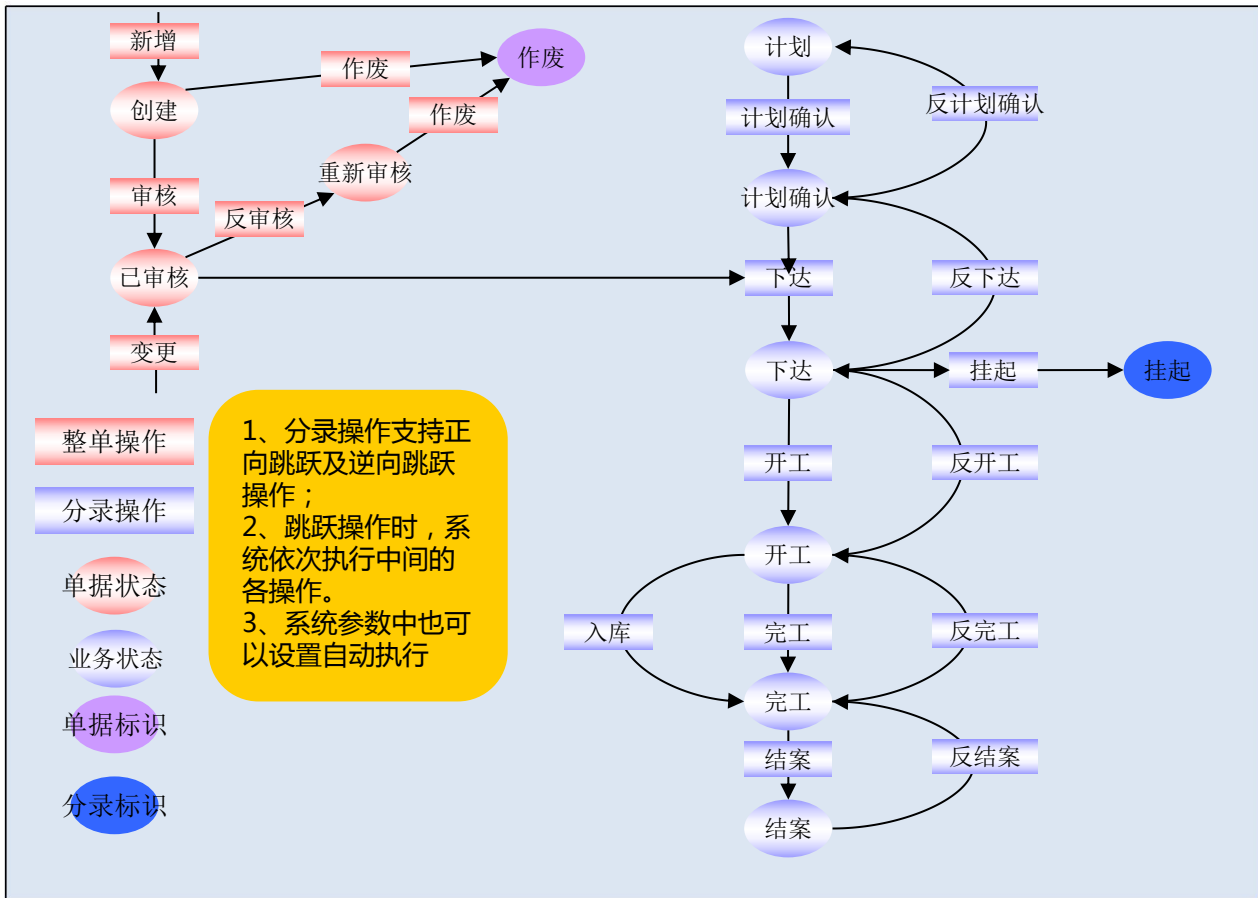 新增
作废
作废
计划
创建
作废
计划确认
反计划确认
重新审核
审核
反审核
计划确认
已审核
下达
反下达
变更
下达
挂起
挂起
整单操作
分录操作
单据状态
业务状态
单据标识
分录标识
1、分录操作支持正
向跳跃及逆向跳跃
操作；
2、跳跃操作时，系
统依次执行中间的
各操作。
3、系统参数中也可
以设置自动执行
开工
反开工
开工
入库
完工
反完工
完工
结案
反结案
结案